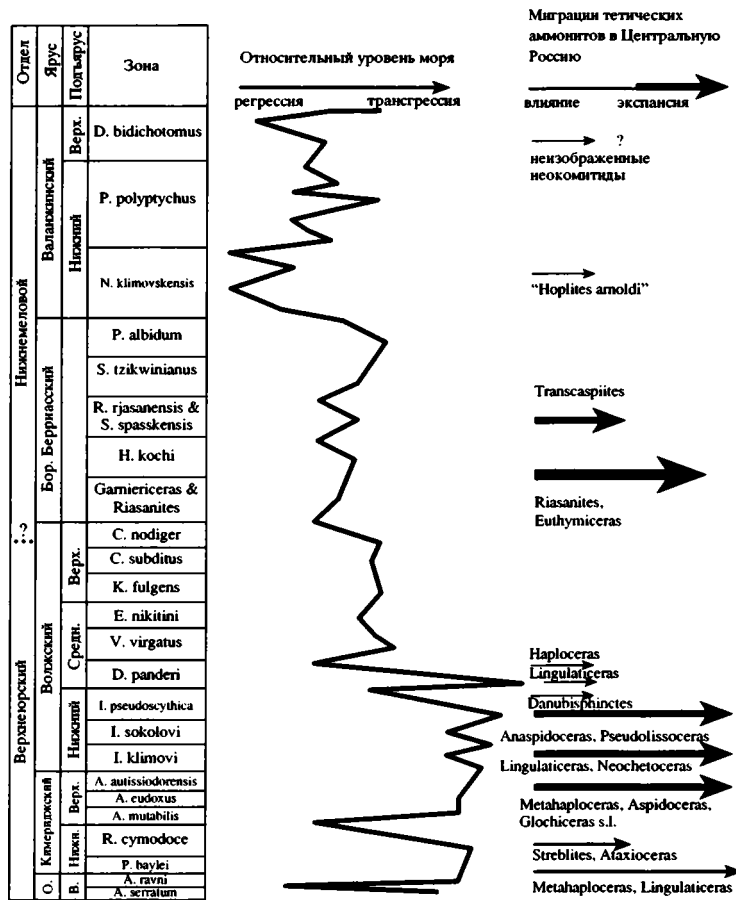 Отдел
Ярус
Подъярус
Зона
Относительный уровень моря
регрессия трансгрессия
Миграции тетических
аммонитов в Центральную
Россию
влияние экспансия
Нижнемеловой
?
Верхнеюрский
Валанжинский
Бор. Берриасский
Волжский
Кимериджский
О.
Верх.
Нижний
Верх.
Средн.
Нижний
Верх.
Нижн.
В.
D. bidichotomus
P. polyptychus
N. klimovskensis
P. albidum
S. tzikwinianus
R. rjasanensis &
S. spasskensis
H. kochi
Garniericeras &
Riasanites
C. nodiger
C. subditus
K. fulgens
E. nikitini
V. virgatus
D. panderi
I. pseudoscythica
I. sokolovi
I. klimovi
A. autissiodorensis
A. eudoxus
A. mutabilis
R. cymodoce
P. baylei
A. ravni
A. serratum
?
неизображенные
неокомитиды
“Hoplites arnoldi”
Transcaspiites
Riasanites,
Euthymiceras
Haploceras
Lingulaticeras
Danubisphinctes
Anaspidoceras, Pseudolissoceras
Lingulaticeras, Neochetoceras
Metahaploceras, Aspidoceras,
Glochiceras s.l.
Streblites, Ataxioceras
Metahaploceras, Lingulaticeras